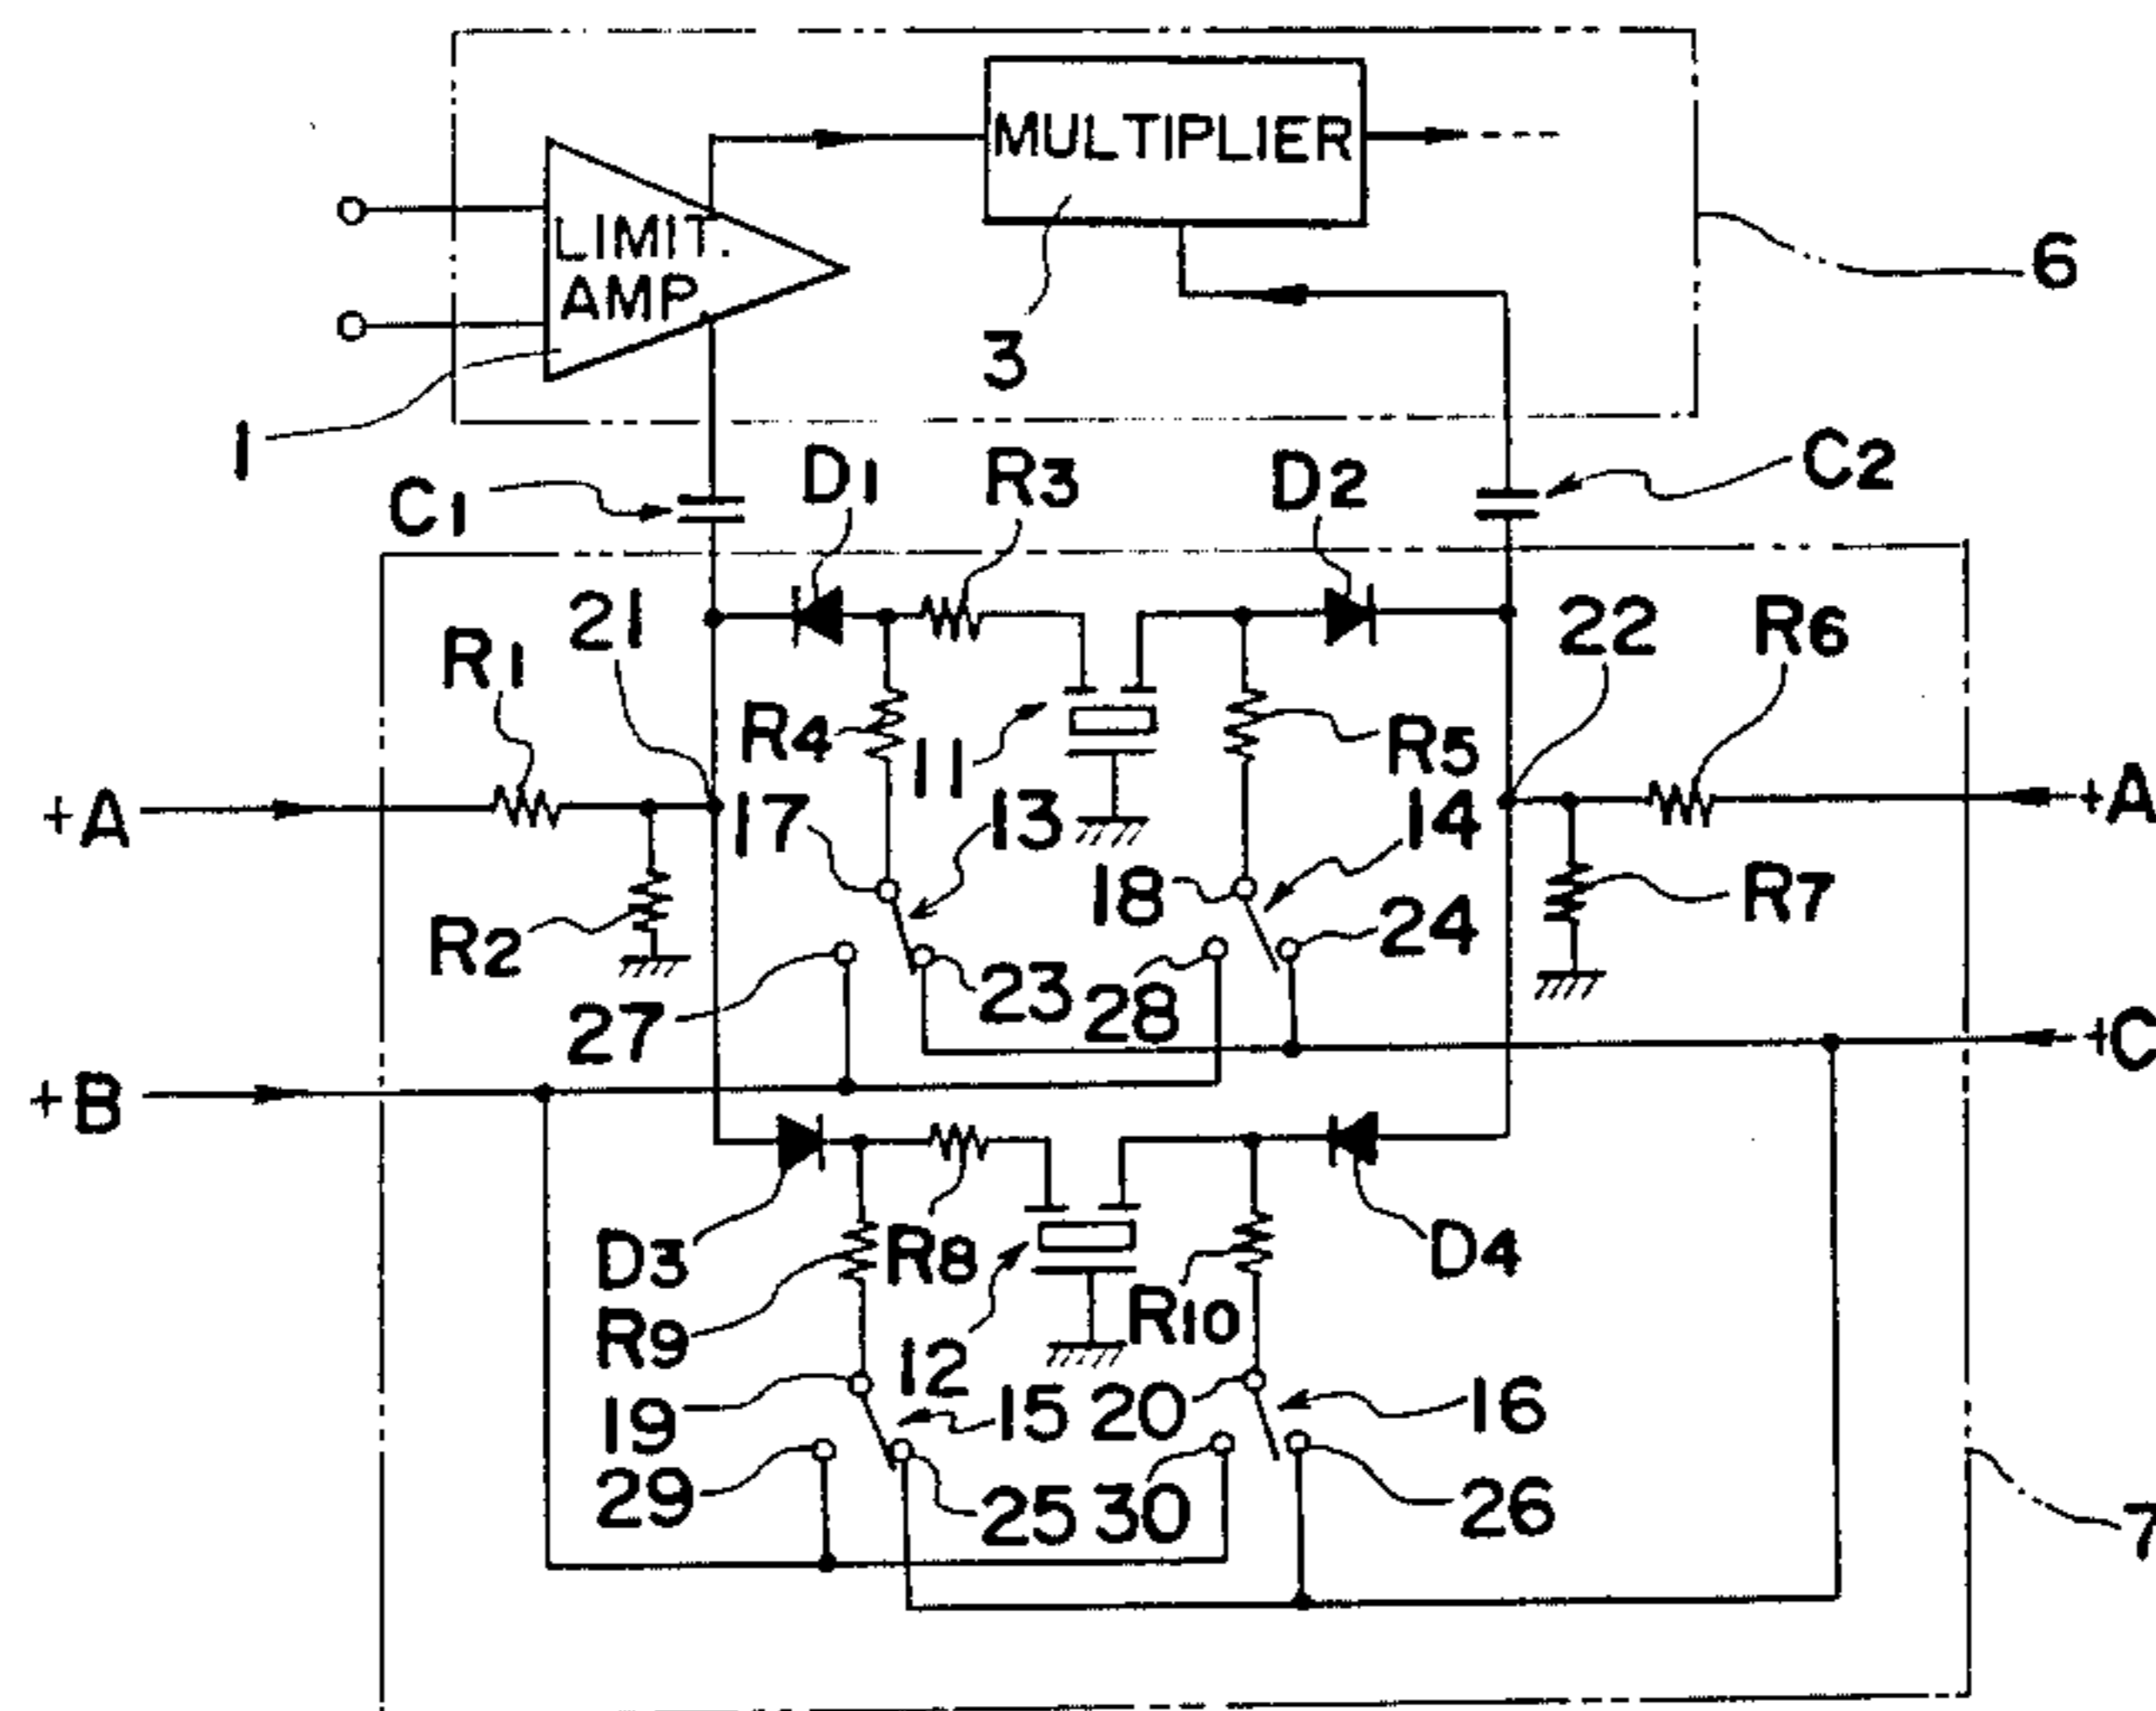 MULTIPLIER
LIMIT.
AMP
6
3
1
C1
D1
R3
D2
C2
21
R1
22
R6
R4
11
R5
+A
17
13
14
+A
18
R7
R2
24
23
28
27
+C
+B
D3
R8
R10
D4
R9
12
19
15
20
16
29
25
30
26
7